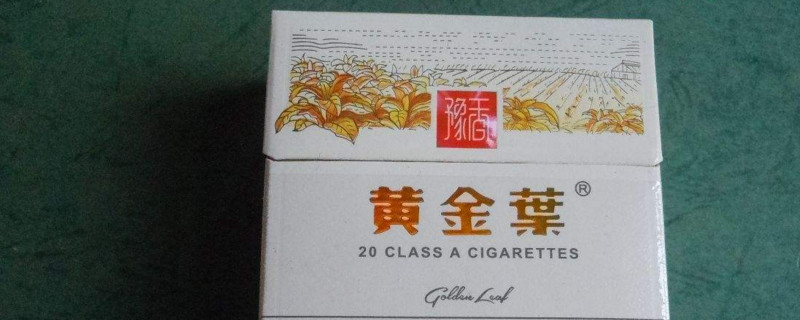 豫香
黄金葉®
20 CLASS A CIGARETTES
Golden Leaf